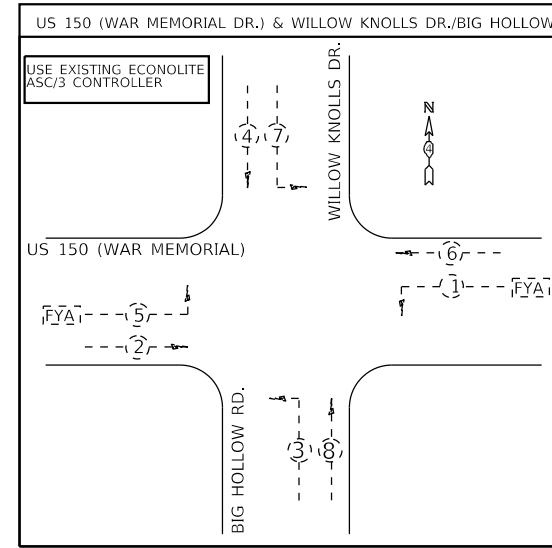 US 150 (WAR MEMORIAL DR.) & WILLOW KNOLLS DR./BIG HOLLOW
USE EXISTING ECONOLITE
ASC/3 CONTROLLER
WILLOW KNOLLS DR.
N
4
4
7
US 150 (WAR MEMORIAL)
6
1
FYA
FYA
5
2
BIG HOLLOW RD.
3
8